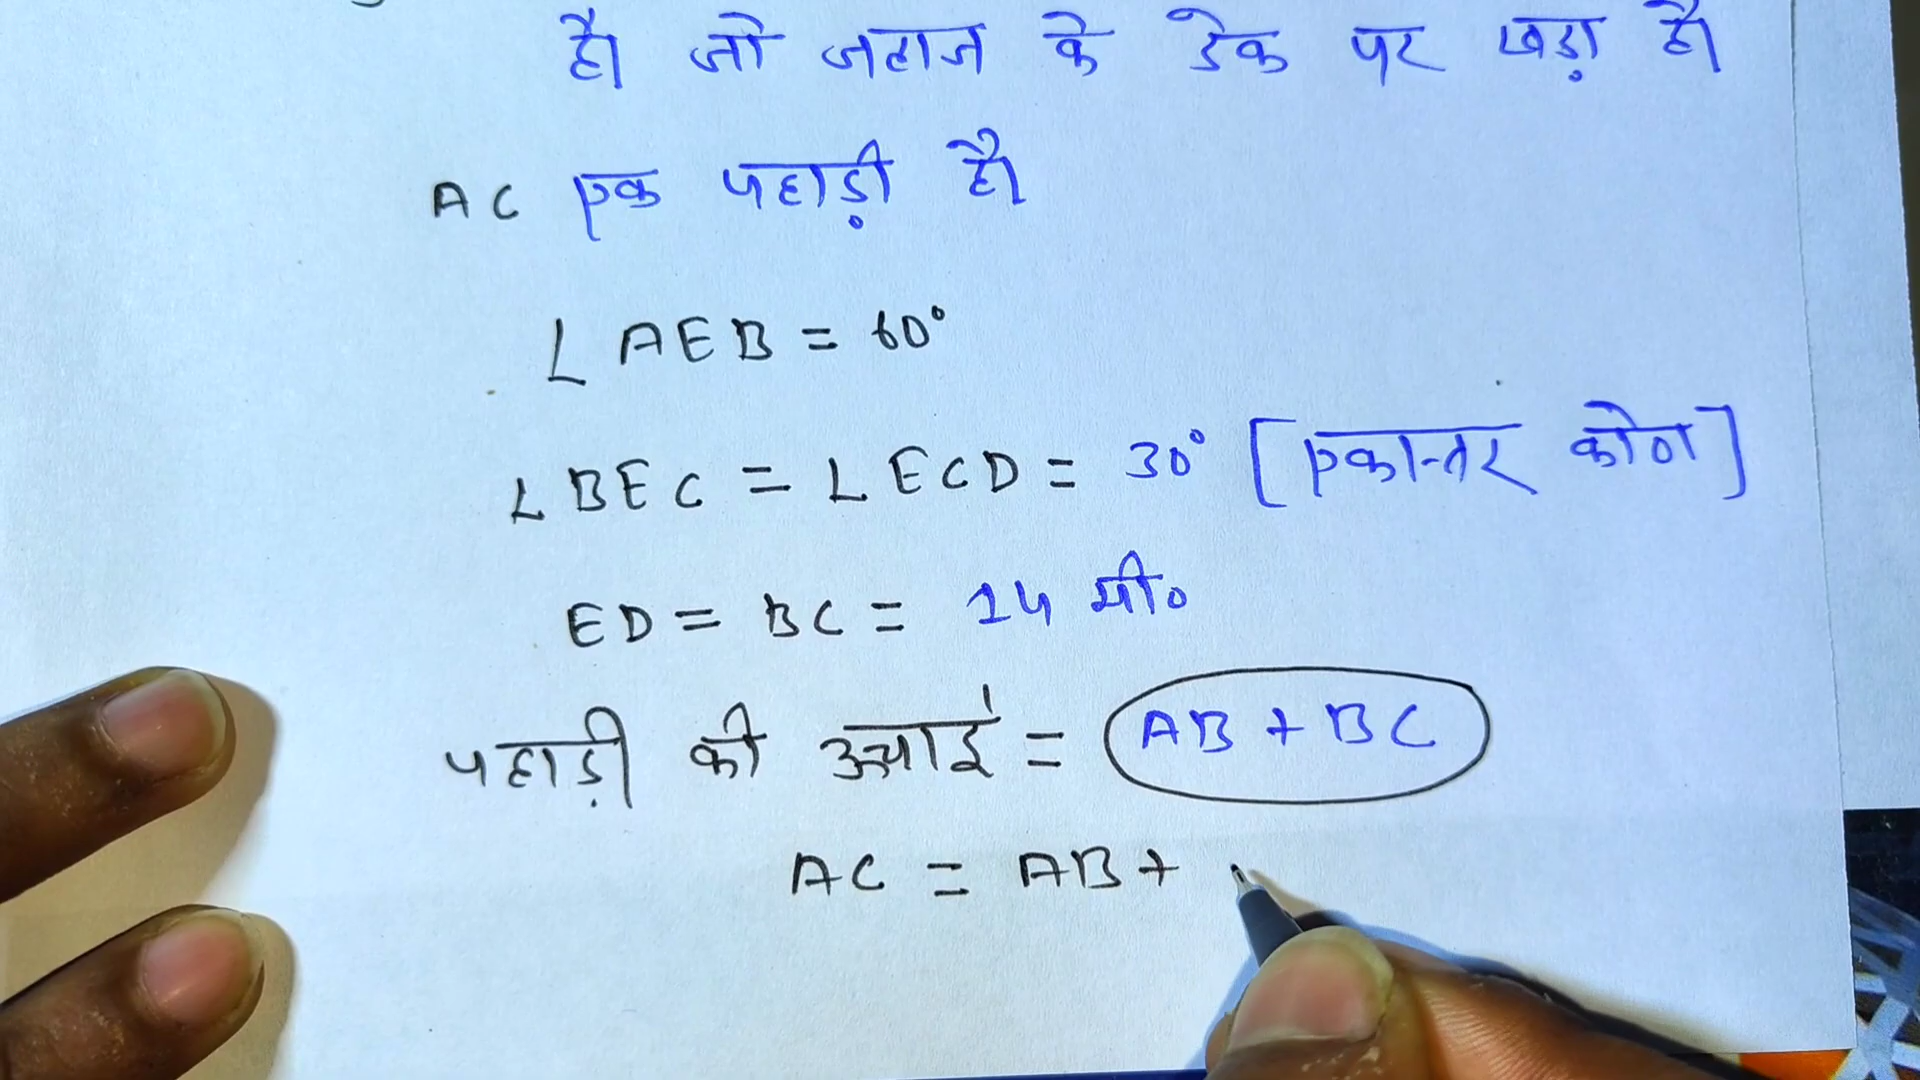 है। जो जहाज के डेक पर खड़ा है।
AC एक पहाड़ी है।
∠AEB = 60°
∠BEC = ∠ECD = 30° [एकान्तर कोण]
ED = BC = 14 मी०
पहाड़ी की उचाई = AB + BC
AC = AB +